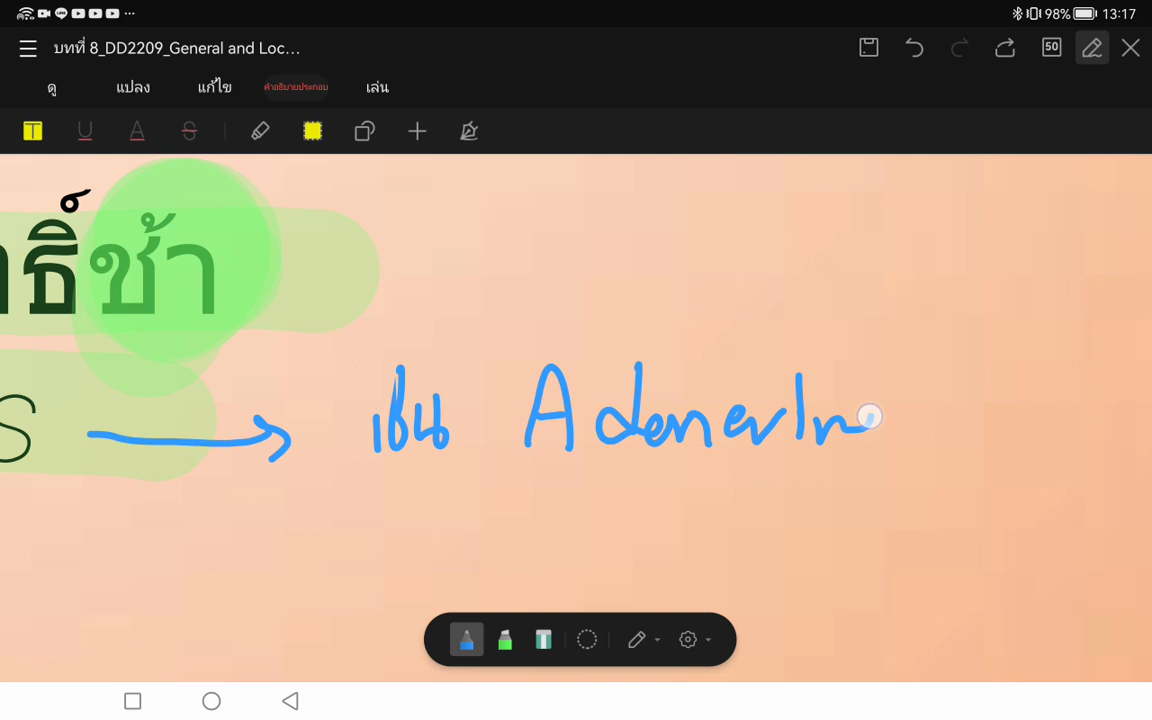 98% 13:17
บทที่ 8_DD2209_General and Loc...
50
ดู แปลง แก้ไข คำอธิบายประกอบ เล่น
T U A S
ธิ์ช้า
s เช่น